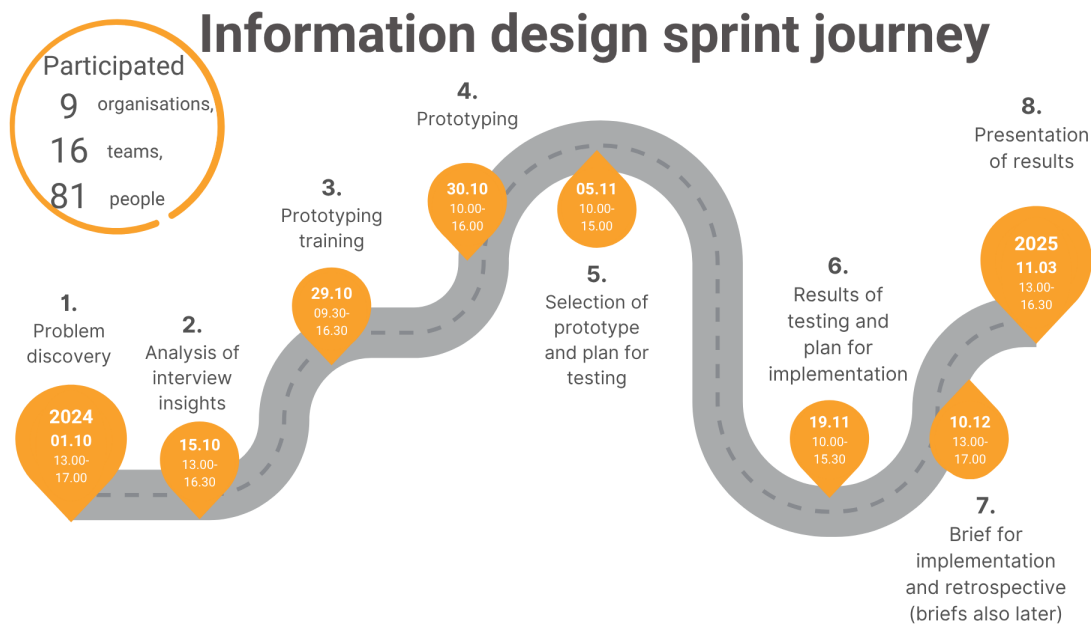 Information design sprint journey
Participated
9 organisations,
16 teams,
81 people
1.
Problem
discovery
2024
01.10
13.00-
17.00
2.
Analysis of
interview
insights
15.10
13.00-
16.30
3.
Prototyping
training
29.10
09.30-
16.30
4.
Prototyping
30.10
10.00-
16.00
05.11
10.00-
15.00
5.
Selection of
prototype
and plan for
testing
6.
Results of
testing and
plan for
implementation
19.11
10.00-
15.30
10.12
13.00-
17.00
7.
Brief for
implementation
and retrospective
(briefs also later)
8.
Presentation
of results
2025
11.03
13.00-
16.30